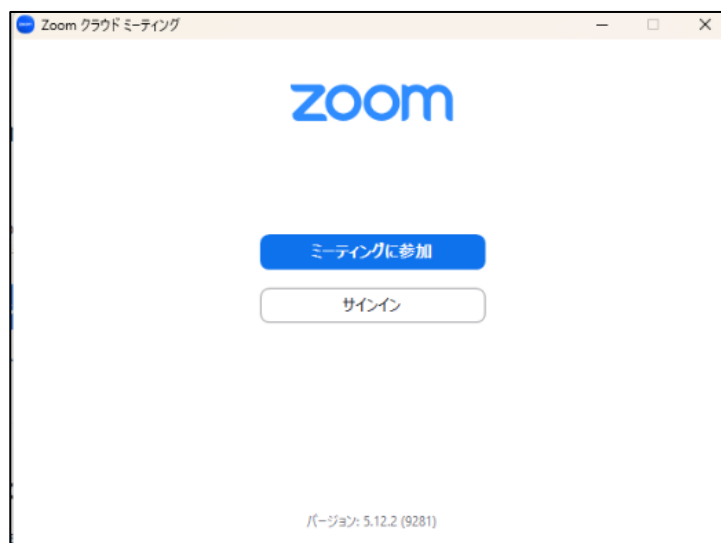 zoom Zoom クラウド ミーティング
zoom
ミーティングに参加
サインイン
バージョン: 5.12.2 (9281)